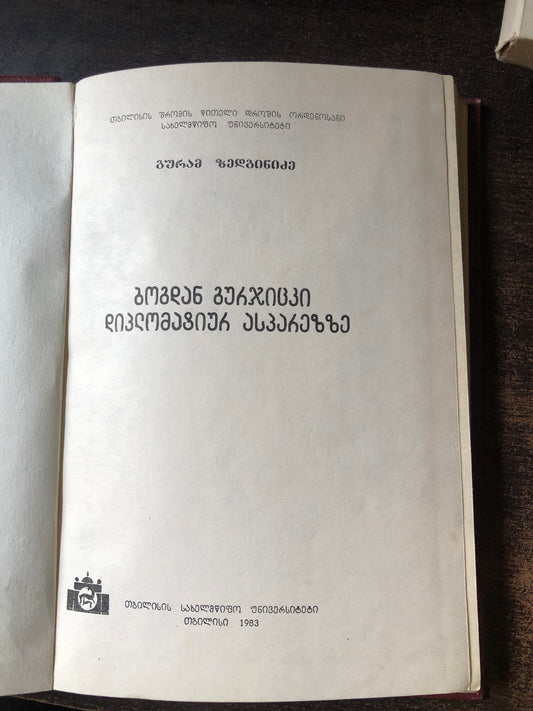 თბილისის შრომის წითელი დროშის ორდენოსანი
სახელმწიფო უნივერსიტეტი
გურამ ზედგინიძე
ბოგდან გურჯიცკი
დიპლომატიურ ასპარეზზე
თბილისის სახელმწიფო უნივერსიტეტი
თბილისი 1983